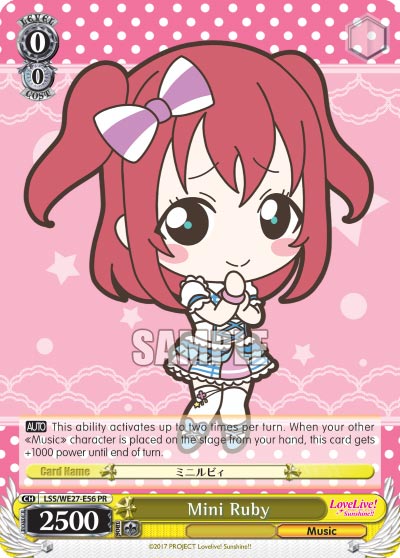 LEVEL
0
0
COST
SAMPLE
AUTO This ability activates up to two times per turn. When your other
«Music» character is placed on the stage from your hand, this card gets
+1000 power until end of turn.
Card Name ミニルビィ
CH LSS/WE27-E56 PR
2500 Mini Ruby
LoveLive!
Sunshine!!
Music
©2017 PROJECT Lovelive! Sunshine!!